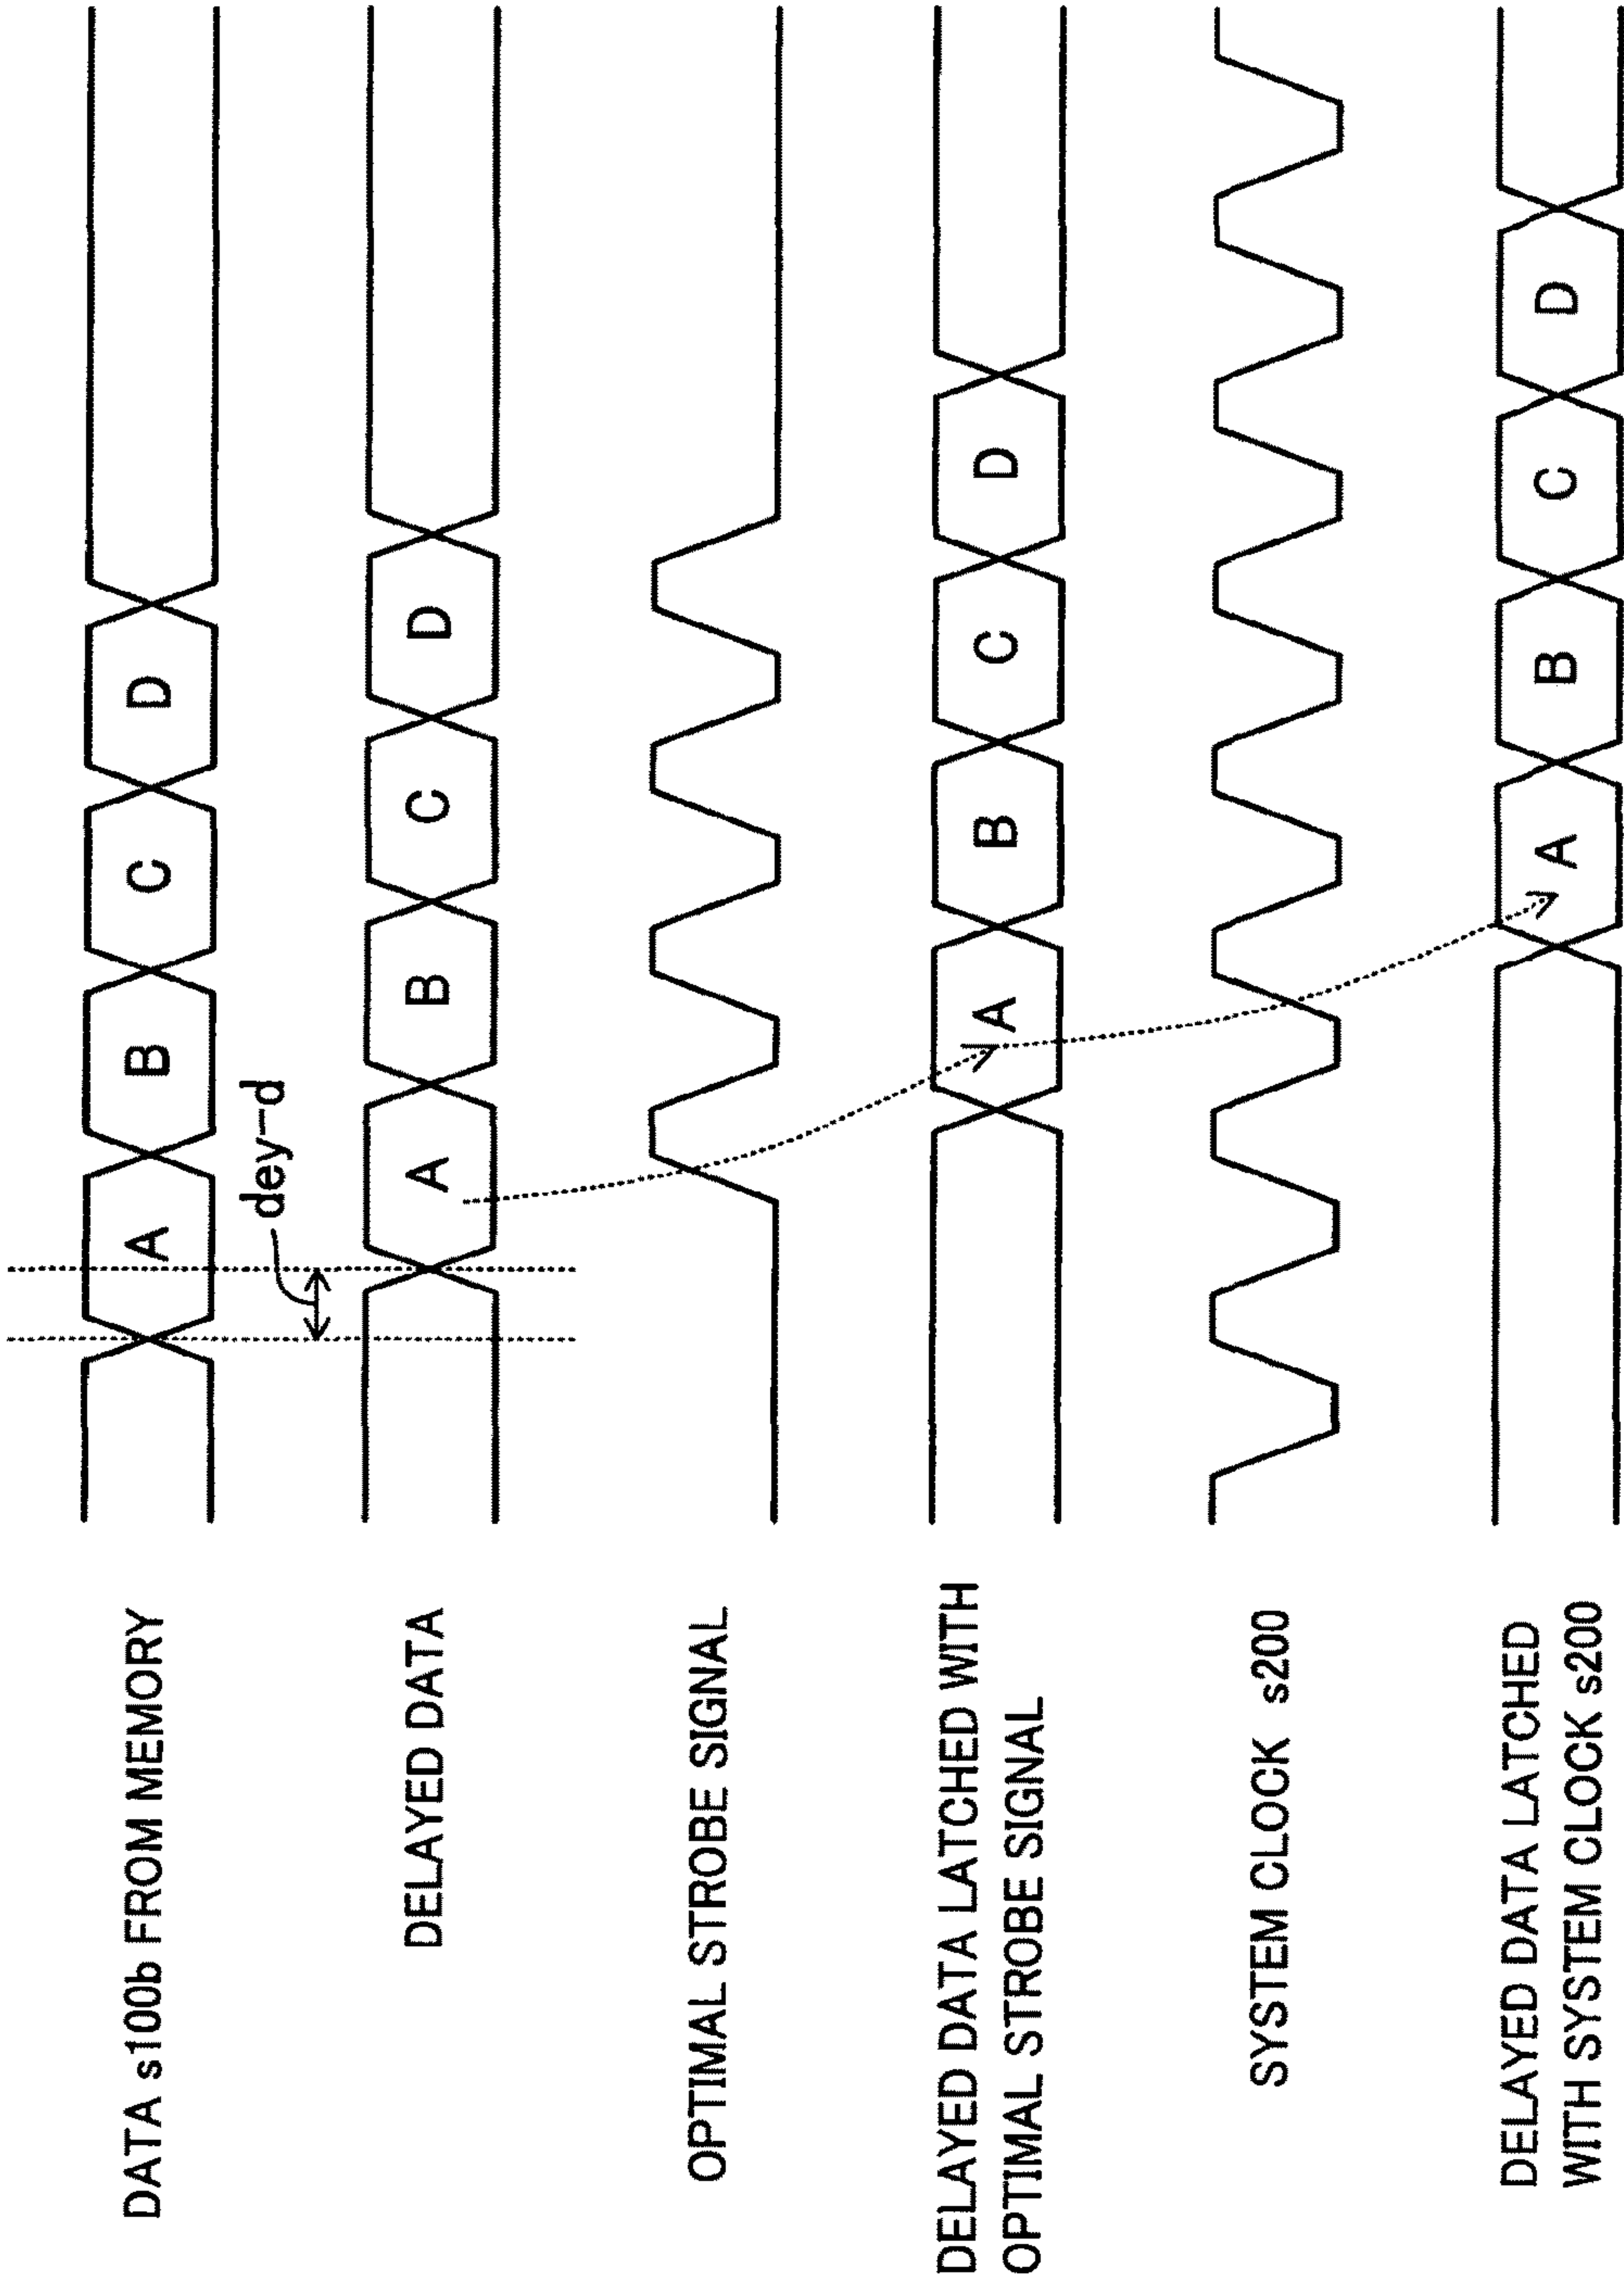 DATA s100b FROM MEMORY
A B C D
dey-d
DELAYED DATA
A B C D
OPTIMAL STROBE SIGNAL
DELAYED DATA LATCHED WITH
OPTIMAL STROBE SIGNAL
A B C D
SYSTEM CLOCK s200
DELAYED DATA LATCHED
WITH SYSTEM CLOCK s200
A B C D